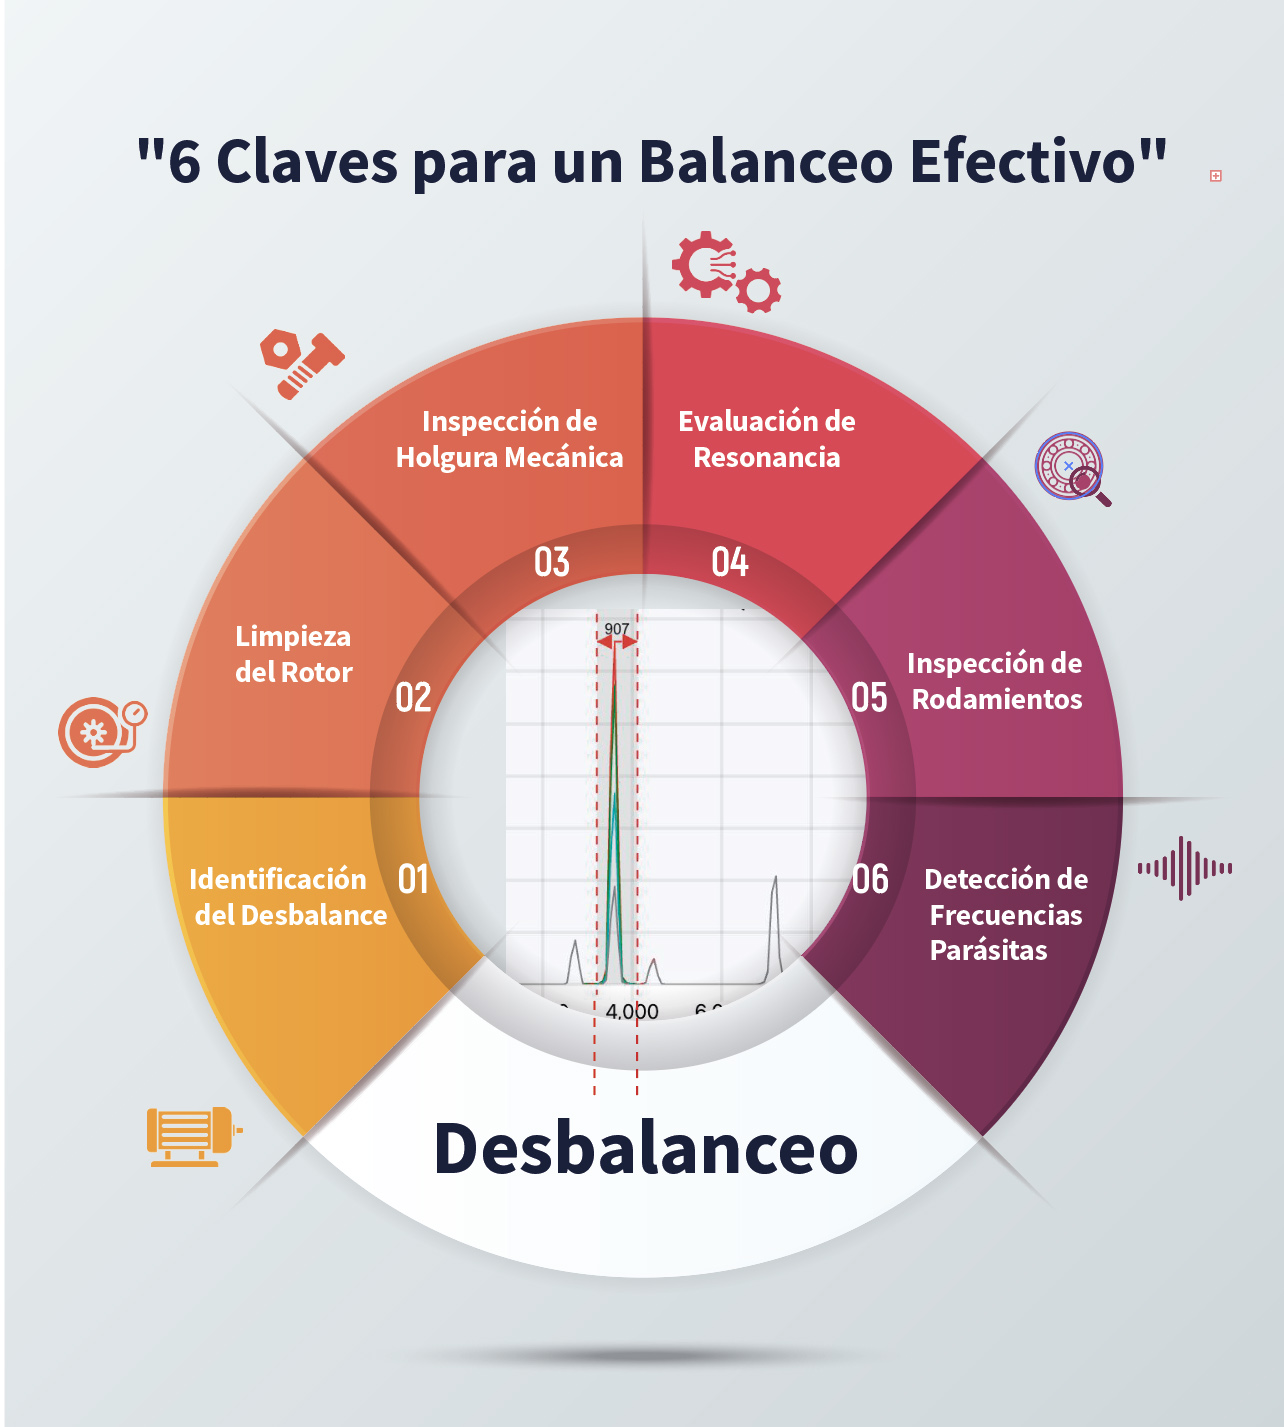 "6 Claves para un Balanceo Efectivo"
Inspección de
Holgura Mecánica
03
Evaluación de
Resonancia
04
Limpieza
del Rotor
02
907
Inspección de
Rodamientos
05
Identificación
del Desbalance
01
Detección de
Frecuencias
Parásitas
06
4,000
Desbalanceo